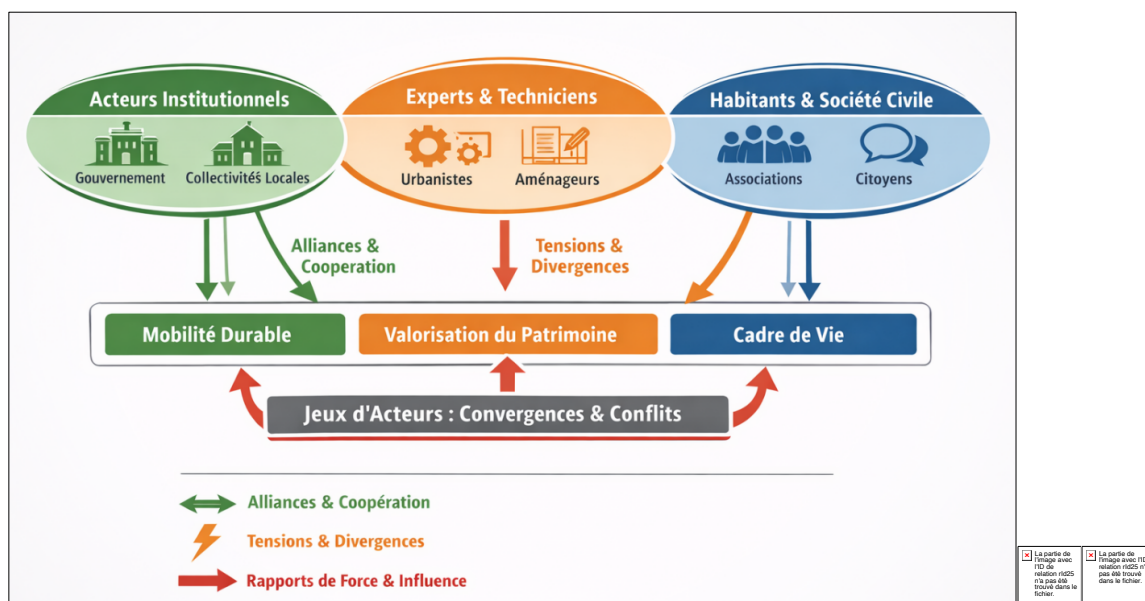 Acteurs Institutionnels
Gouvernement
Collectivités Locales
Experts & Techniciens
Urbanistes
Aménageurs
Habitants & Société Civile
Associations
Citoyens
Alliances &
Cooperation
Tensions &
Divergences
Mobilité Durable
Valorisation du Patrimoine
Cadre de Vie
Jeux d'Acteurs : Convergences & Conflits
Alliances & Coopération
Tensions & Divergences
Rapports de Force & Influence
La partie de
l'image avec
l'ID de
relation rId25
n'a pas été
trouvé dans le
fichier.
La partie de
l'image avec l'ID
relation rId25 n'
pas été trouvé
dans le fichier.